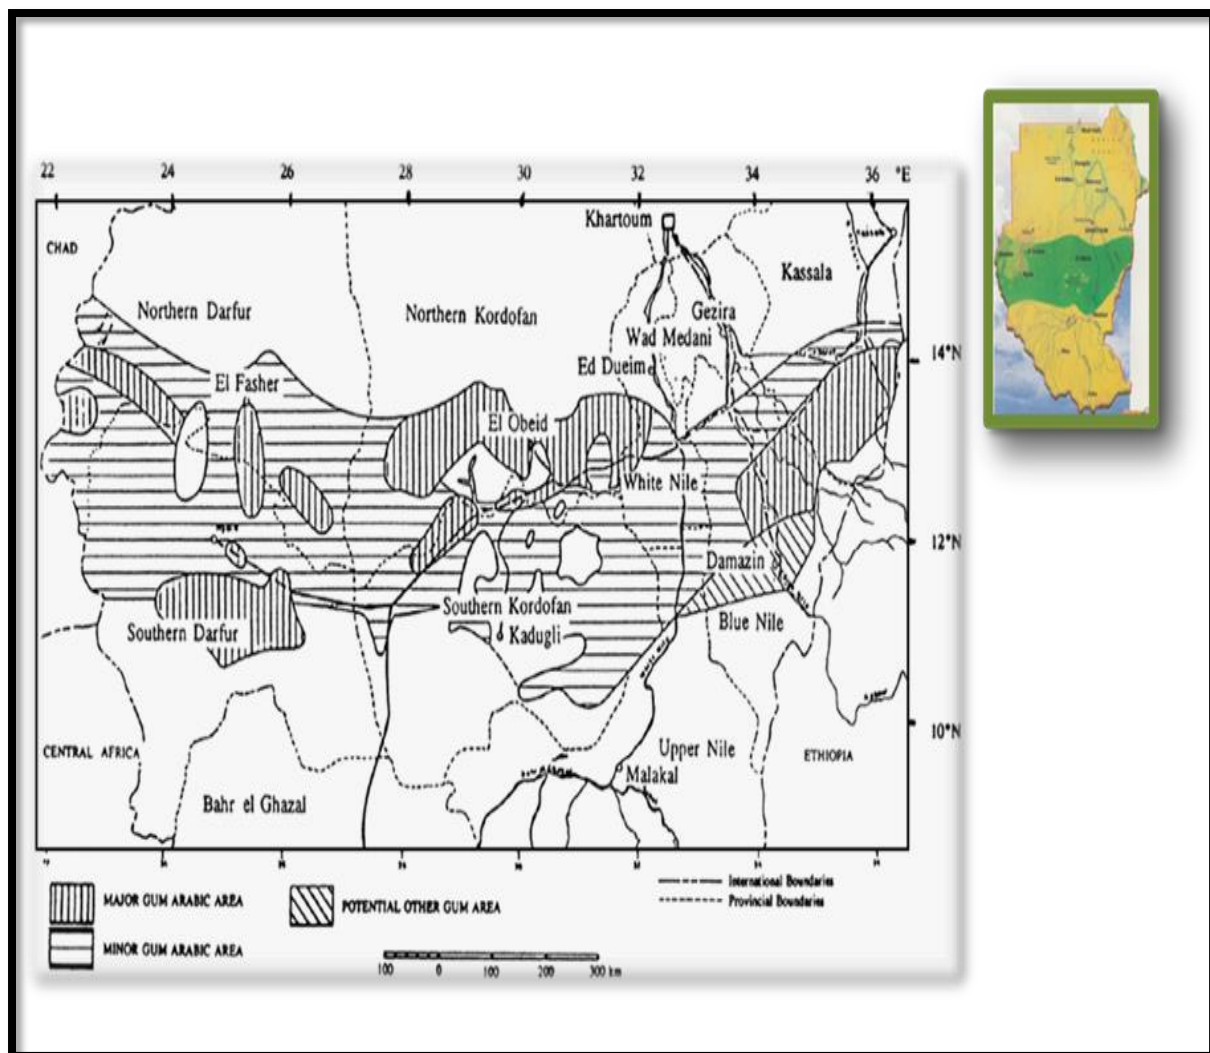 22 24 26 28 30 32 34 36 °E
Khartoum
CHAD
Kassala
Northern Darfur
Northern Kordofan
Gezira
Wad Medani
Ed Dueim
14°N
El Fasher
El Obeid
White Nile
12°N
Damazin
Southern Kordofan
Blue Nile
Southern Darfur
Kadugli
10°N
CENTRAL AFRICA
Upper Nile
ETHIOPIA
Malakal
Bahr el Ghazal
MAJOR GUM ARABIC AREA
POTENTIAL OTHER GUM AREA
International Boundaries
Provincial Boundaries
MINOR GUM ARABIC AREA
100 0 100 200 300 km